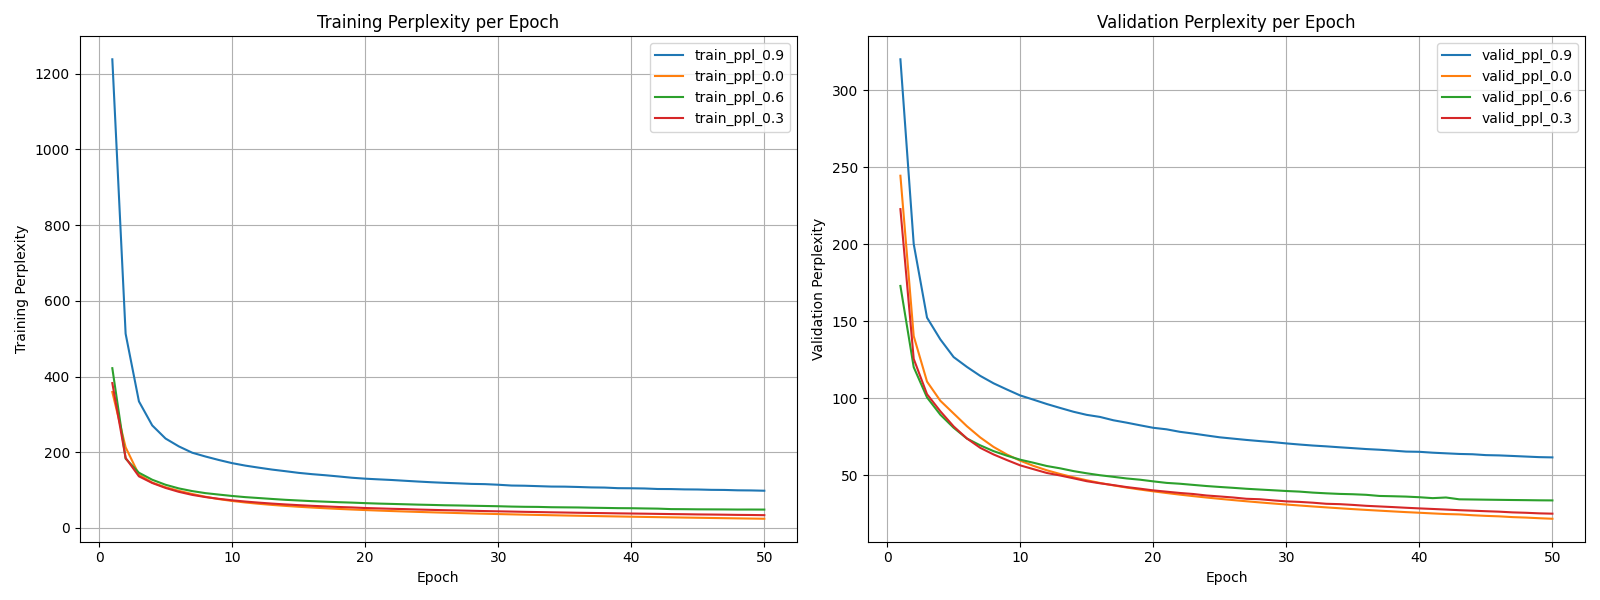 Training Perplexity per Epoch
Training Perplexity
1200
1000
800
600
400
200
0
0 10 20 30 40 50
Epoch
train_ppl_0.9
train_ppl_0.0
train_ppl_0.6
train_ppl_0.3
Validation Perplexity per Epoch
Validation Perplexity
300
250
200
150
100
50
0 10 20 30 40 50
Epoch
valid_ppl_0.9
valid_ppl_0.0
valid_ppl_0.6
valid_ppl_0.3